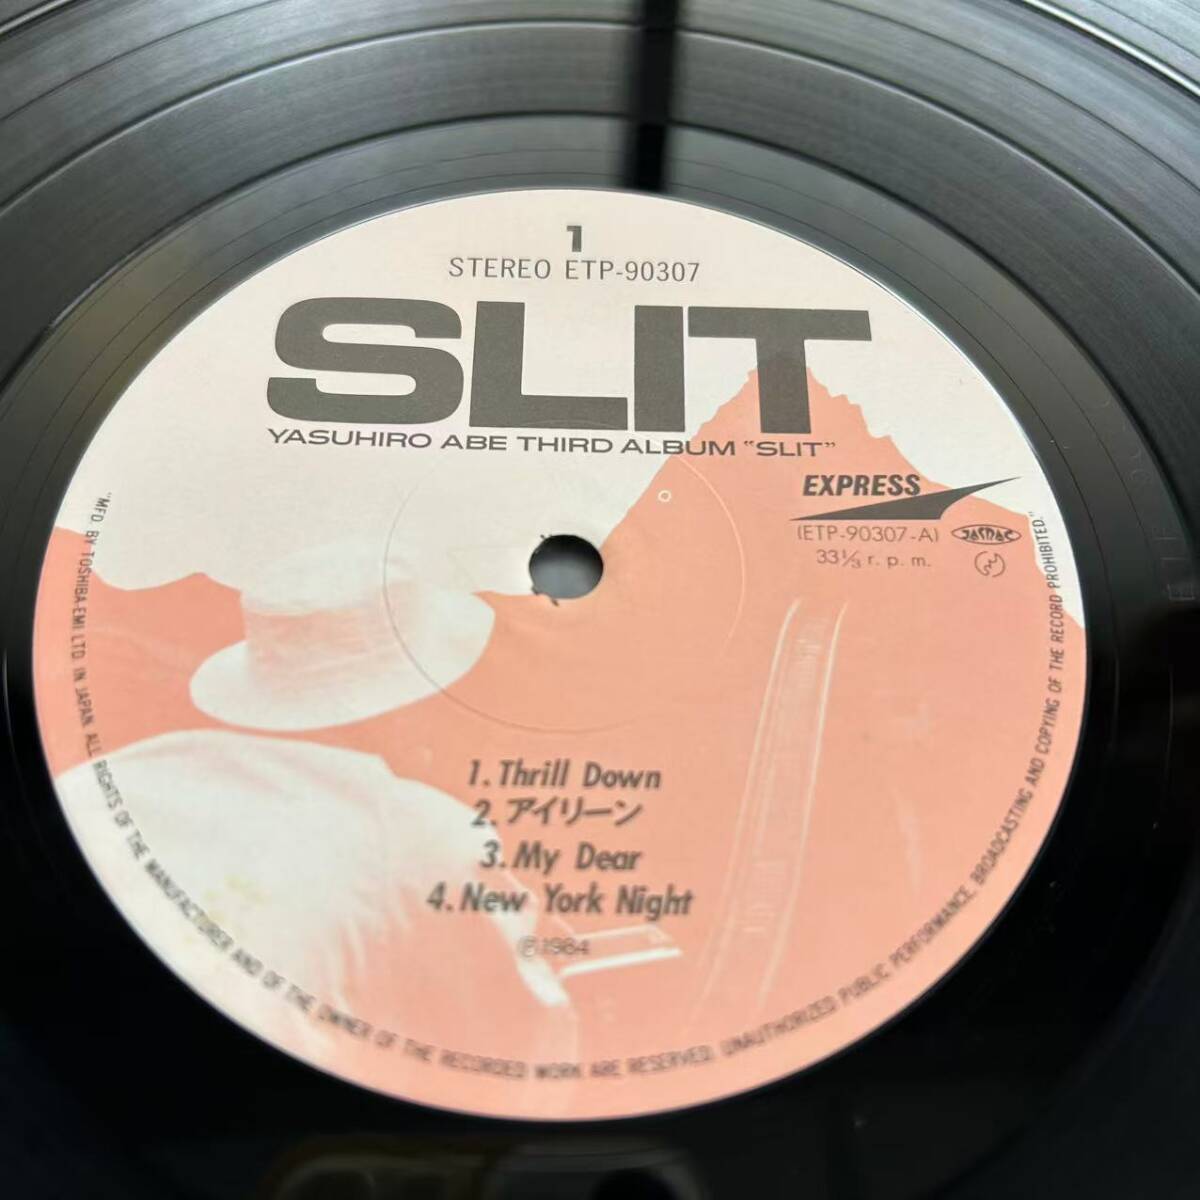 1
STEREO ETP-90307
SLIT
YASUHIRO ABE THIRD ALBUM “SLIT”
EXPRESS
(ETP-90307-A)
JASRAC
33⅓ r. p. m.
1. Thrill Down
2. アイリーン
3. My Dear
4. New York Night
Ⓟ1984
"MFD. BY TOSHIBA-EMI LTD. IN JAPAN. ALL RIGHTS OF THE MANUFACTURER AND OF THE OWNER OF THE RECORDED WORK ARE RESERVED. UNAUTHORIZED PUBLIC PERFORMANCE, BROADCASTING AND COPYING OF THE RECORD PROHIBITED."